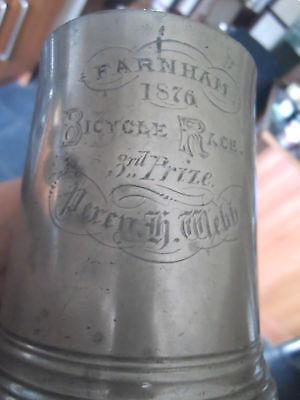 FARNHAM
1876
BICYCLE RACE.
3rd Prize.
Percy. H. Webb